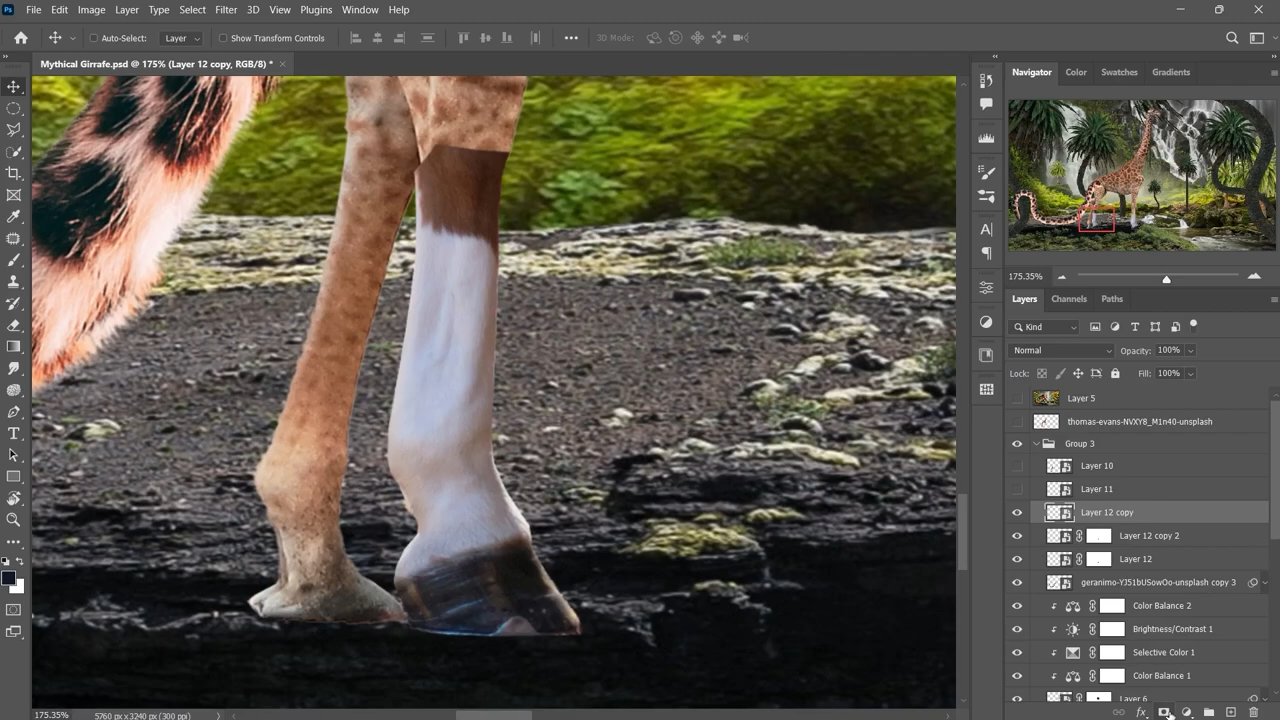 Ps File Edit Image Layer Type Select Filter 3D View Plugins Window Help
Auto-Select: Layer Show Transform Controls 3D Mode:
Mythical Girrafe.psd @ 175% (Layer 12 copy, RGB/8) *
Navigator Color Swatches Gradients
175.35%
Layers Channels Paths
Kind
Normal Opacity: 100%
Lock: Fill: 100%
Layer 5
thomas-evans-NVXY8_M1n40-unsplash
Group 3
Layer 10
Layer 11
Layer 12 copy
Layer 12 copy 2
Layer 12
geranimo-YJ51bUSowOo-unsplash copy 3
Color Balance 2
Brightness/Contrast 1
Selective Color 1
Color Balance 1
Layer 6
fx
175.35% 5760 px x 3240 px (300 ppi)